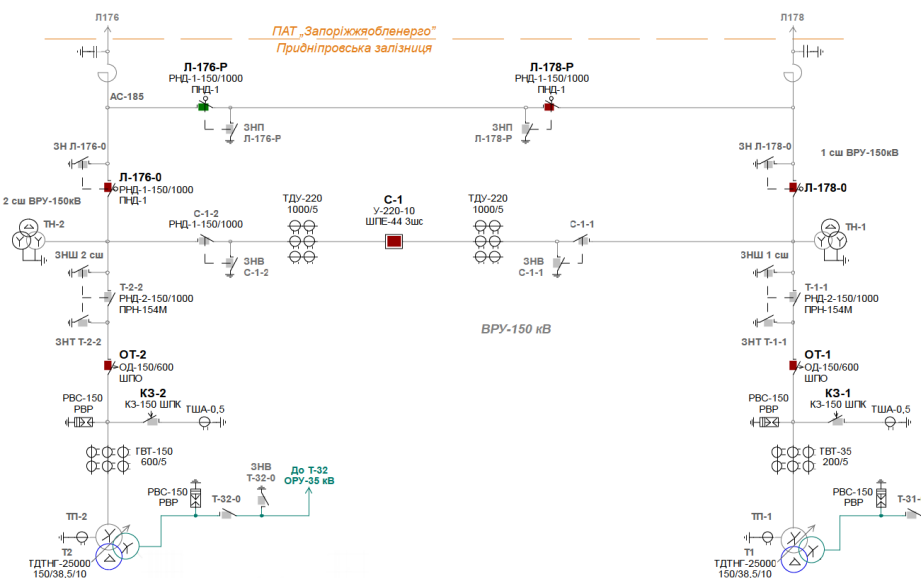 Л176
Л178
ПАТ „Запоріжжяобленерго”
Придніпровська залізниця
Л-176-Р
РНД-1-150/1000
ПНД-1
Л-178-Р
РНД-1-150/1000
ПНД-1
АС-185
ЗНП
Л-176-Р
ЗНП
Л-178-Р
ЗН Л-176-0
ЗН Л-178-0
1 сш ВРУ-150кВ
Л-176-0
РНД-1-150/1000
ПНД-1
Л-178-0
2 сш ВРУ-150кВ
ТН-2
С-1-2
РНД-1-150/1000
ТДУ-220
1000/5
С-1
У-220-10
ШПЕ-44 3шс
ТДУ-220
1000/5
С-1-1
ТН-1
ЗНШ 2 сш
ЗНВ
С-1-2
ЗНВ
С-1-1
ЗНШ 1 сш
Т-2-2
РНД-2-150/1000
ПРН-154М
Т-1-1
РНД-2-150/1000
ПРН-154М
ВРУ-150 кВ
ЗНТ Т-2-2
ЗНТ Т-1-1
ОТ-2
ОД-150/600
ШПО
ОТ-1
ОД-150/600
ШПО
РВС-150
РВР
КЗ-2
КЗ-150 ШПК
ТША-0,5
РВС-150
РВР
КЗ-1
КЗ-150 ШПК
ТША-0,5
ТВТ-150
600/5
ТВТ-35
200/5
РВС-150
РВР
Т-32-0
ЗНВ
Т-32-0
До Т-32
ОРУ-35 кВ
РВС-150
РВР
Т-31-
ТП-2
ТП-1
Т2
ТДТНГ-25000
150/38,5/10
Т1
ТДТНГ-25000
150/38,5/10